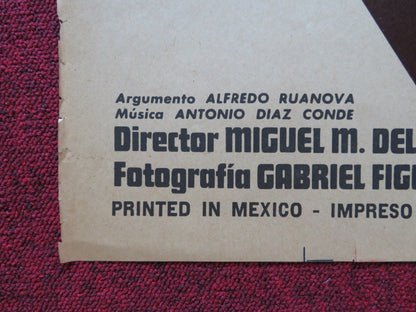 Argumento ALFREDO RUANOVA
Música ANTONIO DIAZ CONDE
Director MIGUEL M. DEL
Fotografía GABRIEL FIG
PRINTED IN MEXICO - IMPRESO